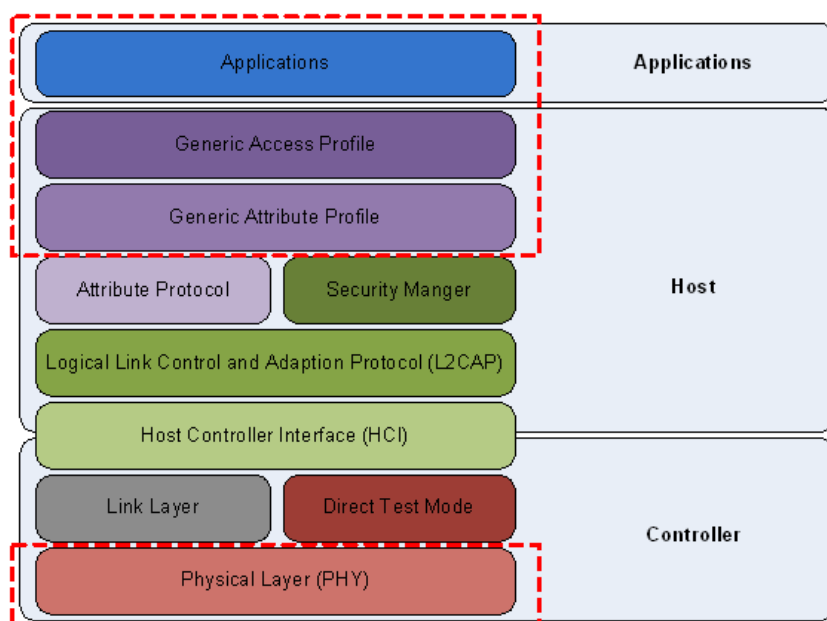 Applications
Applications
Generic Access Profile
Generic Attribute Profile
Attribute Protocol
Security Manger
Host
Logical Link Control and Adaption Protocol (L2CAP)
Host Controller Interface (HCI)
Link Layer
Direct Test Mode
Controller
Physical Layer (PHY)